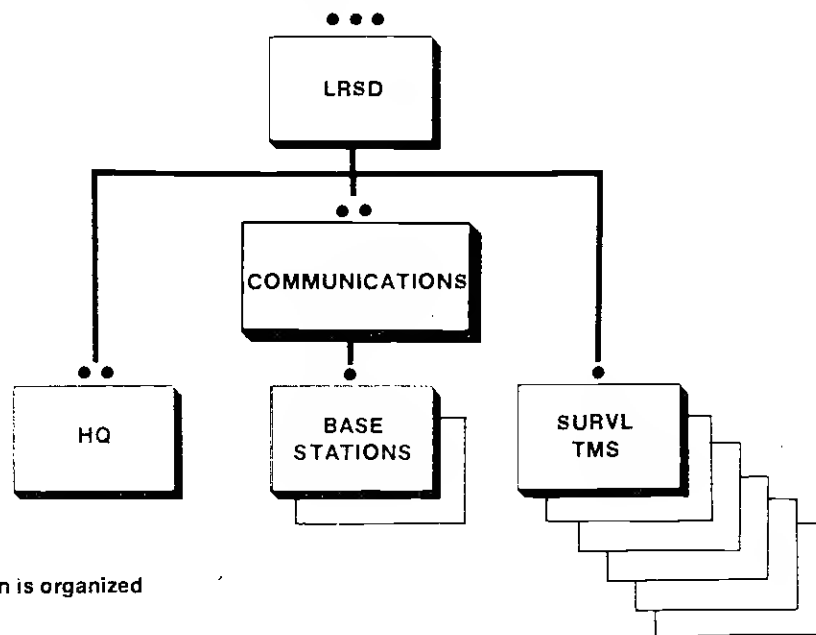 LRSD
COMMUNICATIONS
HQ
BASE
STATIONS
SURVL
TMS
is organized